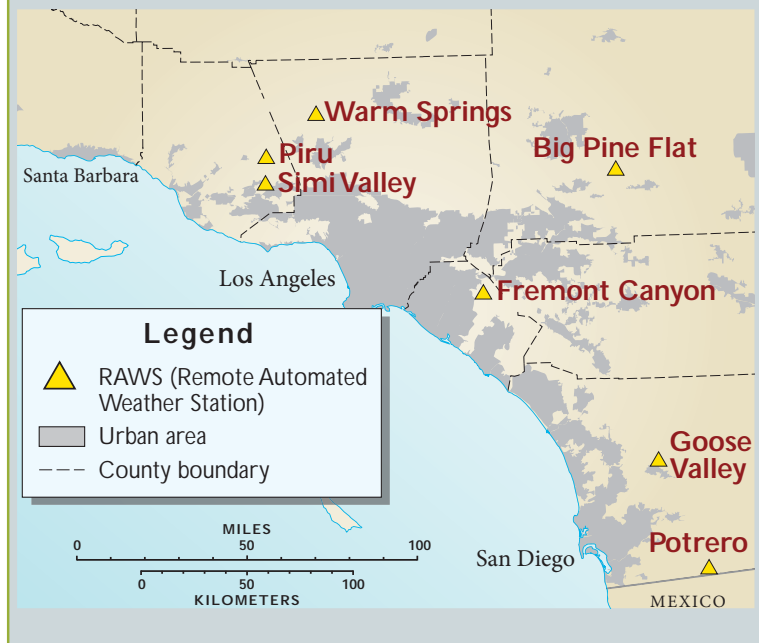 Warm Springs
Piru
Big Pine Flat
Santa Barbara
Simi Valley
Los Angeles
Fremont Canyon
Legend
RAWS (Remote Automated
Weather Station)
Urban area
County boundary
Goose
Valley
MILES
0 50 100
San Diego
Potrero
0 50 100
KILOMETERS
MEXICO